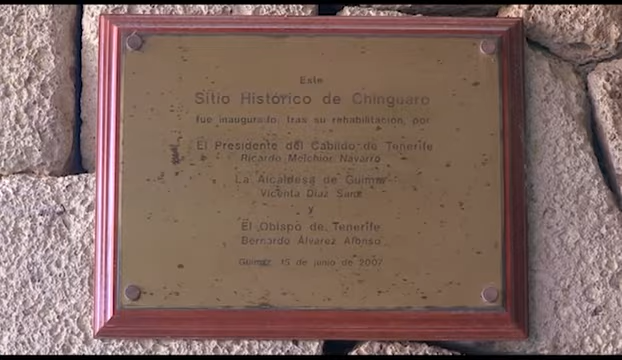 Este
Sitio Histórico de Chinguaro
fue inaugurado, tras su rehabilitación, por
El Presidente del Cabildo de Tenerife
Ricardo Melchior Navarro
La Alcaldesa de Güímar
Vicenta Díaz Sanz
y
El Obispo de Tenerife
Bernardo Álvarez Afonso
Güímar, 15 de junio de 2007